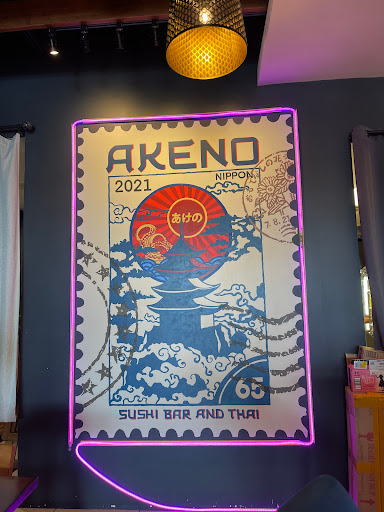 AKENO
2021
NIPPON
あけの
65
SUSHI BAR AND THAI